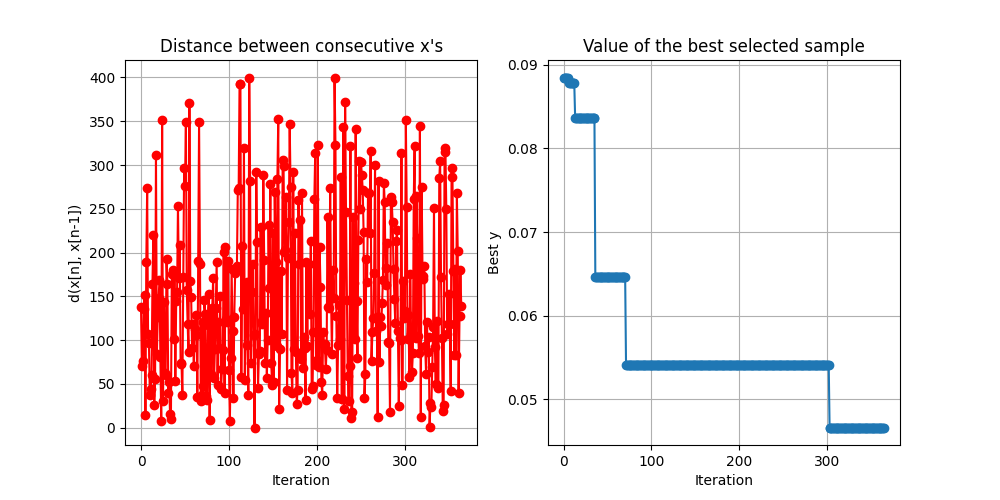 Distance between consecutive x's
400
350
300
250
200
150
100
50
0
d(x[n], x[n-1])
0 100 200 300
Iteration
Value of the best selected sample
0.09
0.08
0.07
0.06
0.05
Best y
0 100 200 300
Iteration